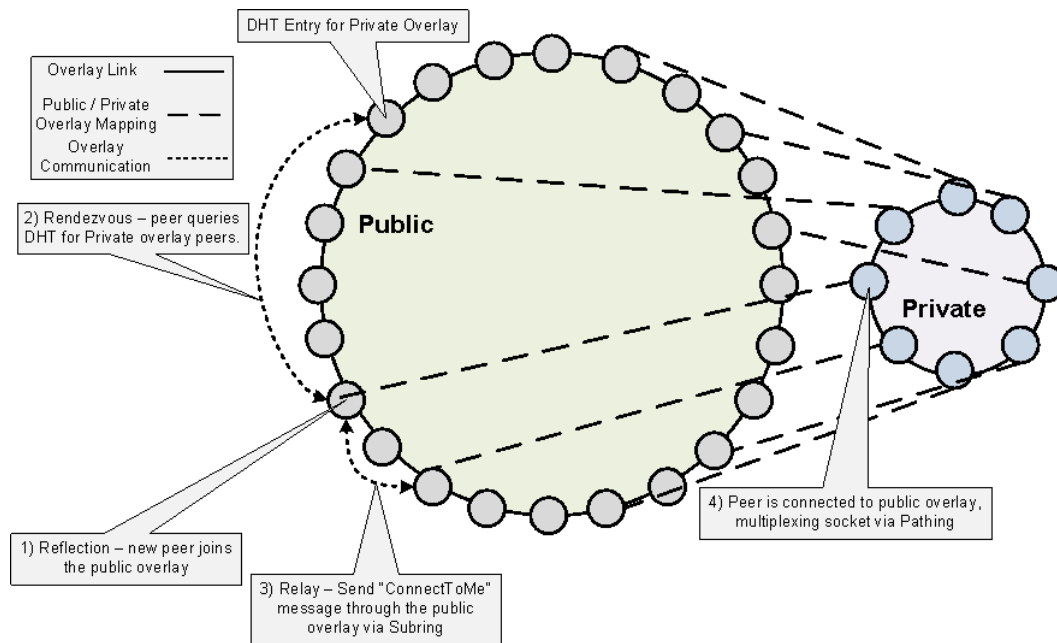 DHT Entry for Private Overlay
Overlay Link
Public / Private
Overlay Mapping
Overlay
Communication
2) Rendezvous – peer queries
DHT for Private overlay peers.
Public
Private
1) Reflection – new peer joins
the public overlay
3) Relay – Send "ConnectToMe"
message through the public
overlay via Subring
4) Peer is connected to public overlay,
multiplexing socket via Pathing